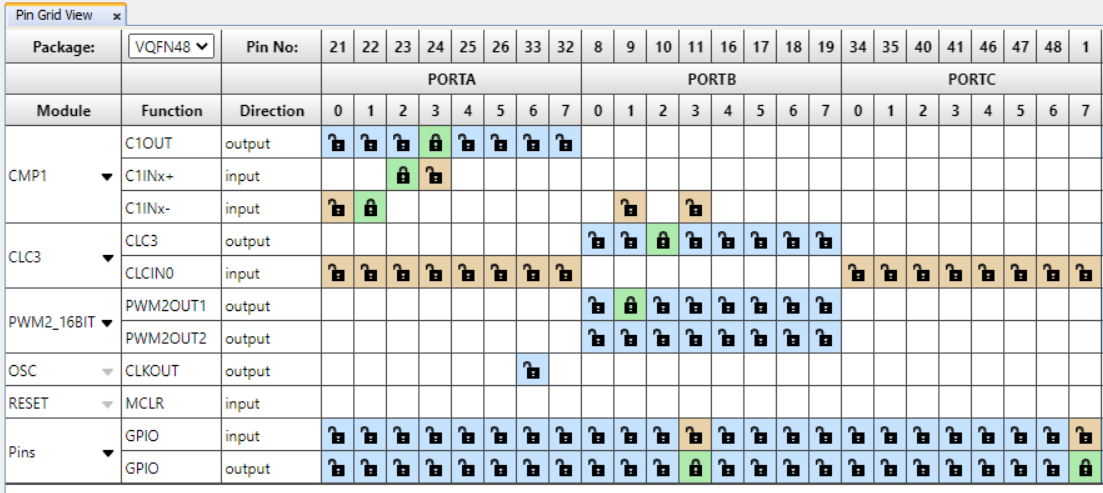 Pin Grid View x
Package: VQFN48 Pin No: 21 22 23 24 25 26 33 32 8 9 10 11 16 17 18 19 34 35 40 41 46 47 48 1
PORTA PORTB PORTC
Module Function Direction 0 1 2 3 4 5 6 7 0 1 2 3 4 5 6 7 0 1 2 3 4 5 6 7
CMP1 C1OUT output
C1INx+ input
C1INx- input
CLC3 CLC3 output
CLCIN0 input
PWM2_16BIT PWM2OUT1 output
PWM2OUT2 output
OSC CLKOUT output
RESET MCLR input
Pins GPIO input
GPIO output